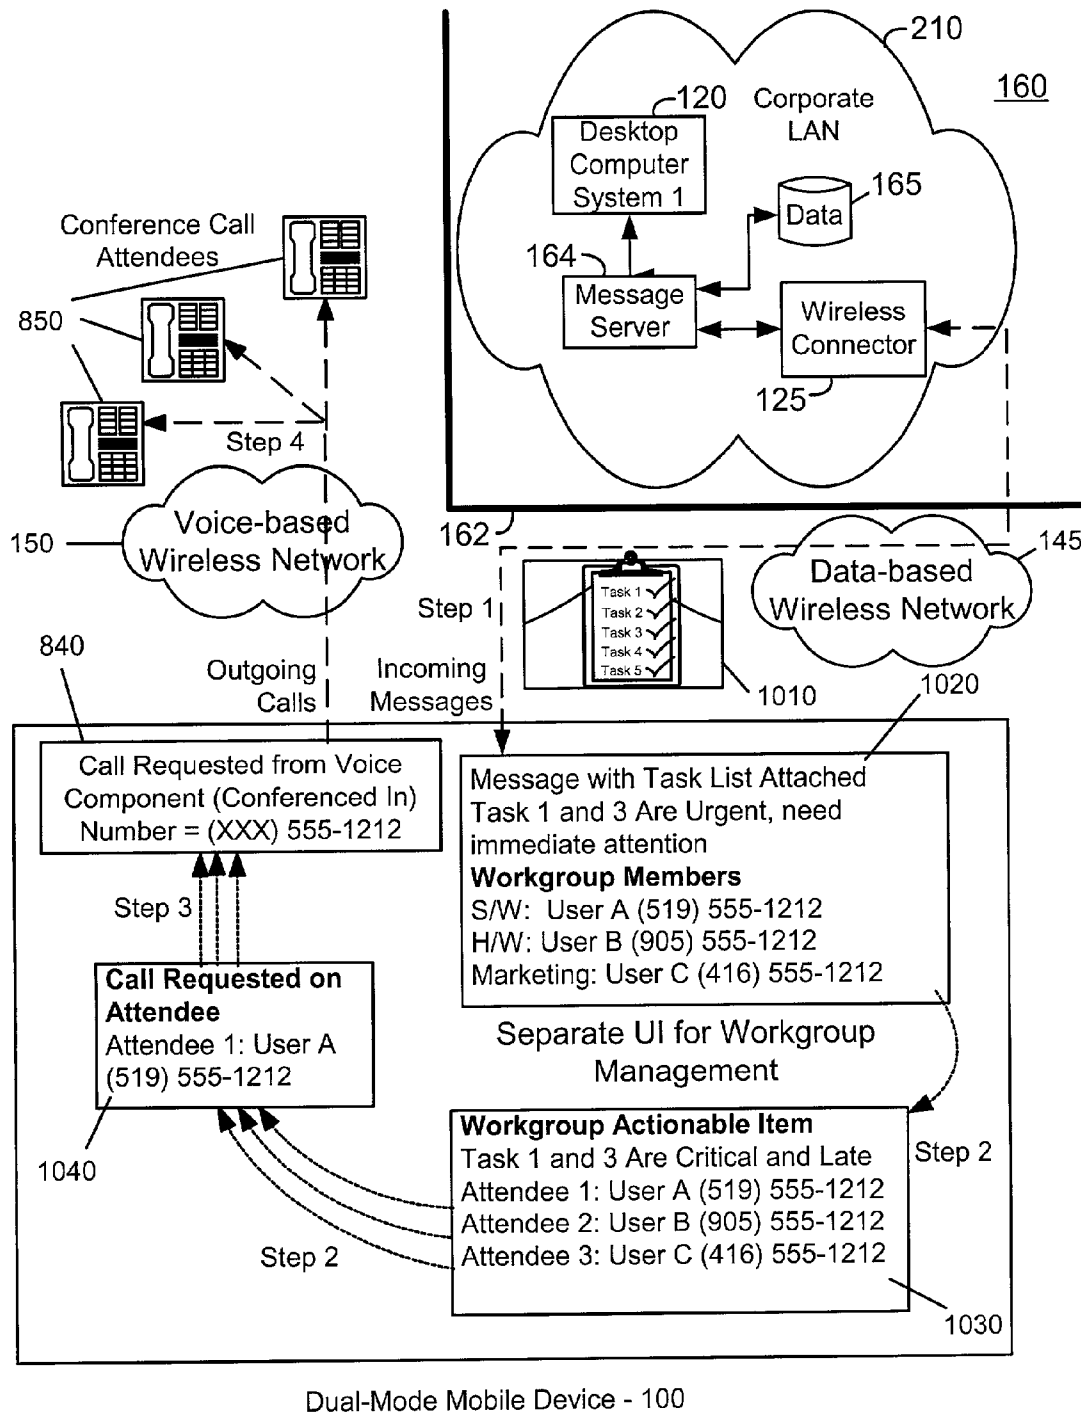 210
160
120
Corporate
LAN
Desktop
Computer
System 1
165
Data
164
Message
Server
Wireless
Connector
125
Conference Call
Attendees
850
Step 4
Voice-based
Wireless Network
150
162
145
Data-based
Wireless Network
Step 1
Task 1
Task 2
Task 3
Task 4
Task 5
1010
840
Outgoing
Calls
Incoming
Messages
1020
Call Requested from Voice
Component (Conferenced In)
Number = (XXX) 555-1212
Message with Task List Attached
Task 1 and 3 Are Urgent, need
immediate attention
Workgroup Members
S/W: User A (519) 555-1212
H/W: User B (905) 555-1212
Marketing: User C (416) 555-1212
Step 3
Call Requested on
Attendee
Attendee 1: User A
(519) 555-1212
1040
Separate UI for Workgroup
Management
Workgroup Actionable Item
Task 1 and 3 Are Critical and Late
Attendee 1: User A (519) 555-1212
Attendee 2: User B (905) 555-1212
Attendee 3: User C (416) 555-1212
Step 2
Step 2
1030
Dual-Mode Mobile Device - 100